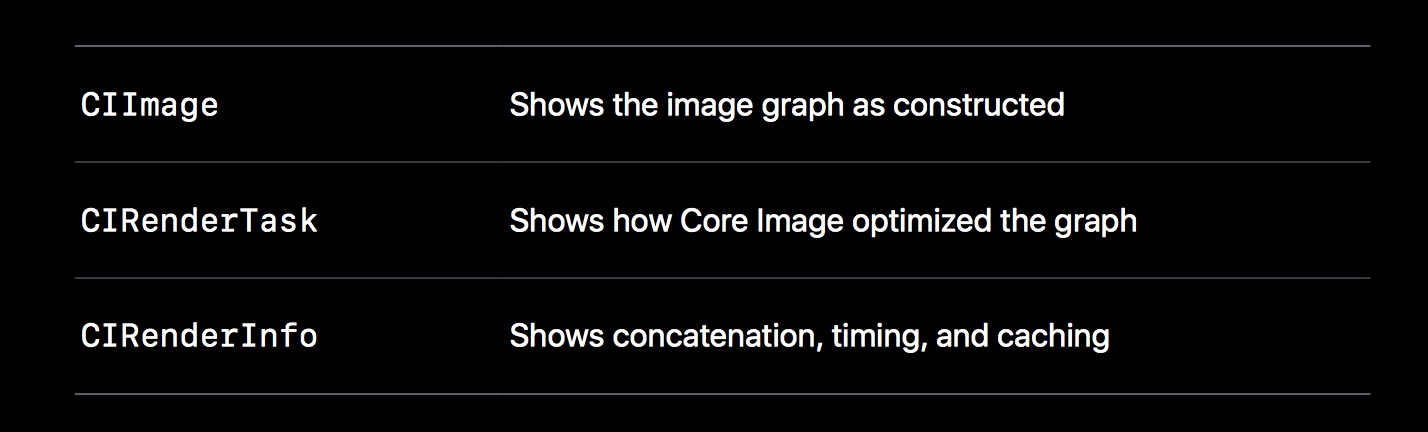 CIImage Shows the image graph as constructed
CIRenderTask Shows how Core Image optimized the graph
CIRenderInfo Shows concatenation, timing, and caching